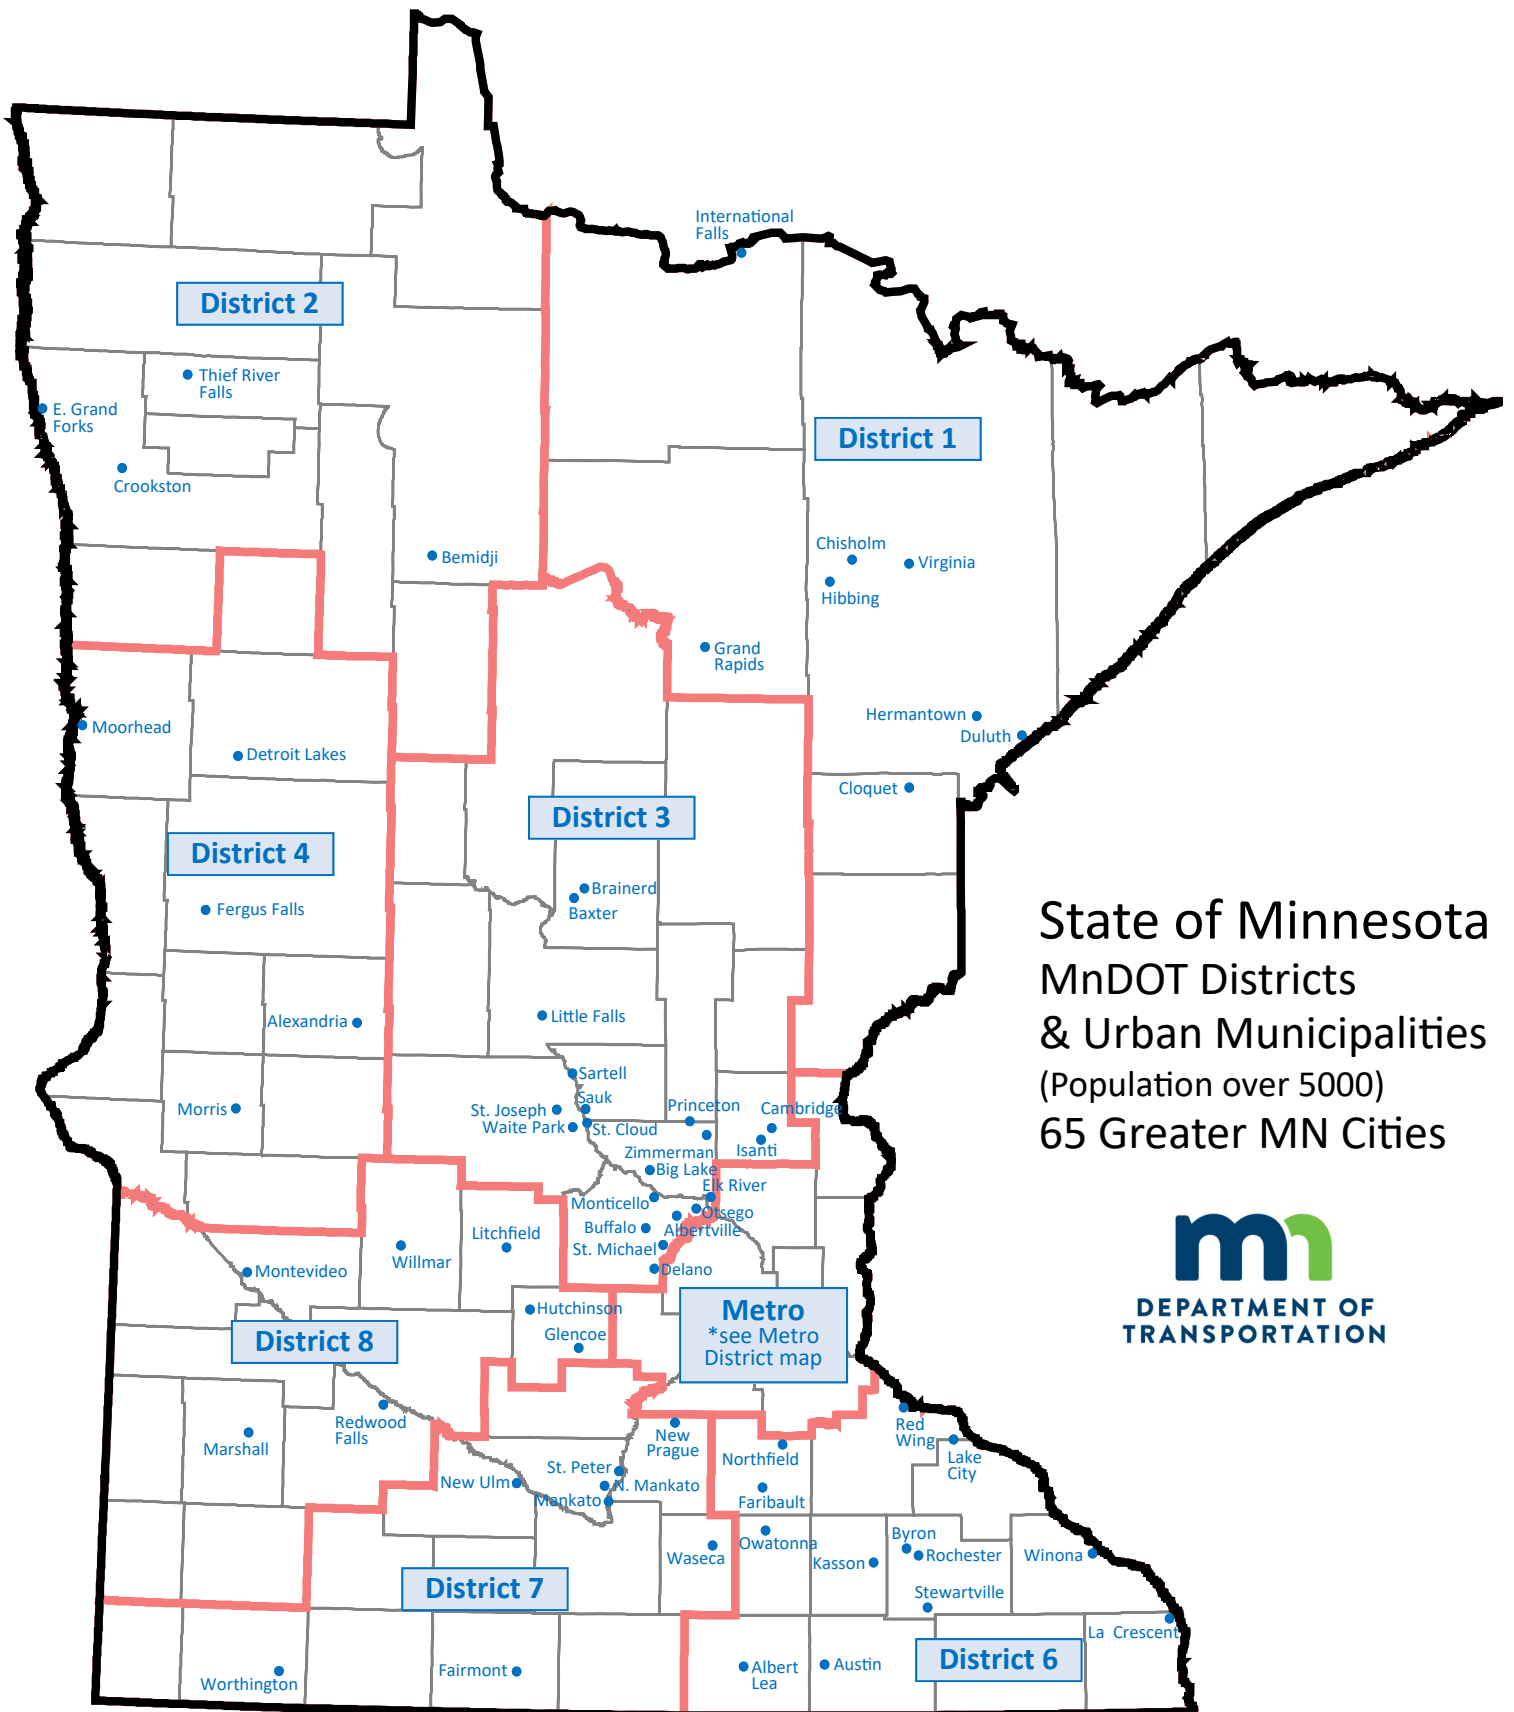 International
Falls
District 2
Thief River
Falls
E. Grand
Forks
District 1
Crookston
Chisholm
Bemidji
Virginia
Hibbing
Grand
Rapids
Hermantown
Moorhead
Duluth
Detroit Lakes
Cloquet
District 3
District 4
Brainerd
Baxter
Fergus Falls
State of Minnesota
MnDOT Districts
& Urban Municipalities
(Population over 5000)
65 Greater MN Cities
Little Falls
Alexandria
Sartell
Sauk
Princeton
Cambridge
Morris
St. Joseph
Waite Park
St. Cloud
Isanti
Zimmerman
Big Lake
Elk River
Monticello
Otsego
Buffalo
Albertville
Litchfield
St. Michael
Willmar
Delano
Montevideo
DEPARTMENT OF
TRANSPORTATION
Hutchinson
Metro
*see Metro
District map
Glencoe
District 8
Redwood
Falls
Red
Wing
New
Prague
Marshall
Northfield
Lake
City
St. Peter
New Ulm
N. Mankato
Mankato
Faribault
Owatonna
Byron
Waseca
Kasson
Rochester
Winona
District 7
Stewartville
La Crescent
District 6
Worthington
Fairmont
Albert
Lea
Austin